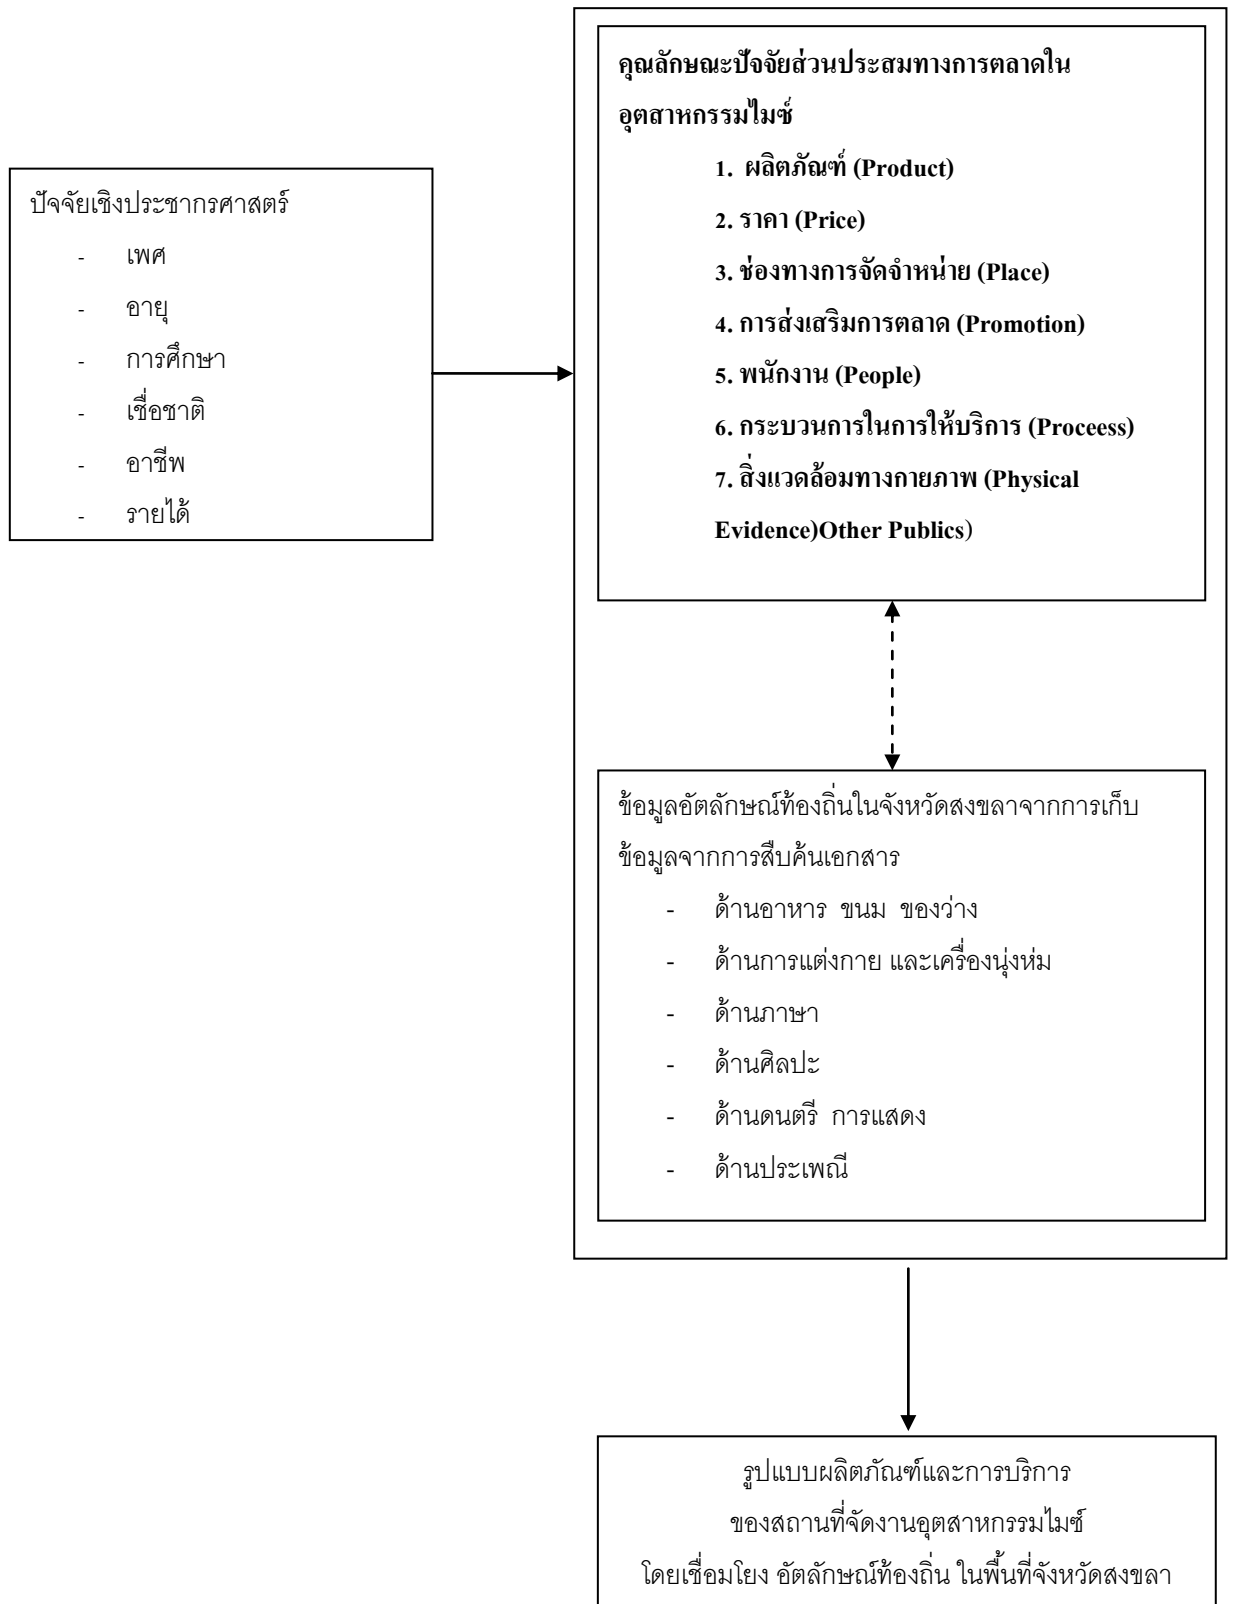 คุณลักษณะปัจจัยส่วนประสมทางการตลาดใน
อุตสาหกรรมไมซ์
1. ผลิตภัณฑ์ (Product)
2. ราคา (Price)
3. ช่องทางการจัดจำหน่าย (Place)
4. การส่งเสริมการตลาด (Promotion)
5. พนักงาน (People)
6. กระบวนการในการให้บริการ (Proceess)
7. สิ่งแวดล้อมทางกายภาพ (Physical
Evidence)Other Publics)
ปัจจัยเชิงประชากรศาสตร์
- เพศ
- อายุ
- การศึกษา
- เชื่อชาติ
- อาชีพ
- รายได้
ข้อมูลอัตลักษณ์ท้องถิ่นในจังหวัดสงขลาจากการเก็บ
ข้อมูลจากการสืบค้นเอกสาร
- ด้านอาหาร ขนม ของว่าง
- ด้านการแต่งกาย และเครื่องนุ่งห่ม
- ด้านภาษา
- ด้านศิลปะ
- ด้านดนตรี การแสดง
- ด้านประเพณี
รูปแบบผลิตภัณฑ์และการบริการ
ของสถานที่จัดงานอุตสาหกรรมไมซ์
โดยเชื่อมโยง อัตลักษณ์ท้องถิ่น ในพื้นที่จังหวัดสงขลา